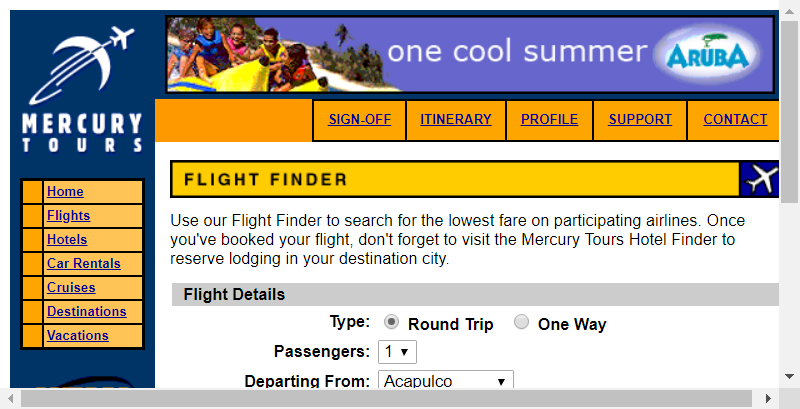 one cool summer ARUBA
MERCURY
TOURS
SIGN-OFF ITINERARY PROFILE SUPPORT CONTACT
Home
Flights
Hotels
Car Rentals
Cruises
Destinations
Vacations
FLIGHT FINDER
Use our Flight Finder to search for the lowest fare on participating airlines. Once
you've booked your flight, don't forget to visit the Mercury Tours Hotel Finder to
reserve lodging in your destination city.
Flight Details
Type: Round Trip One Way
Passengers: 1
Departing From: Acapulco